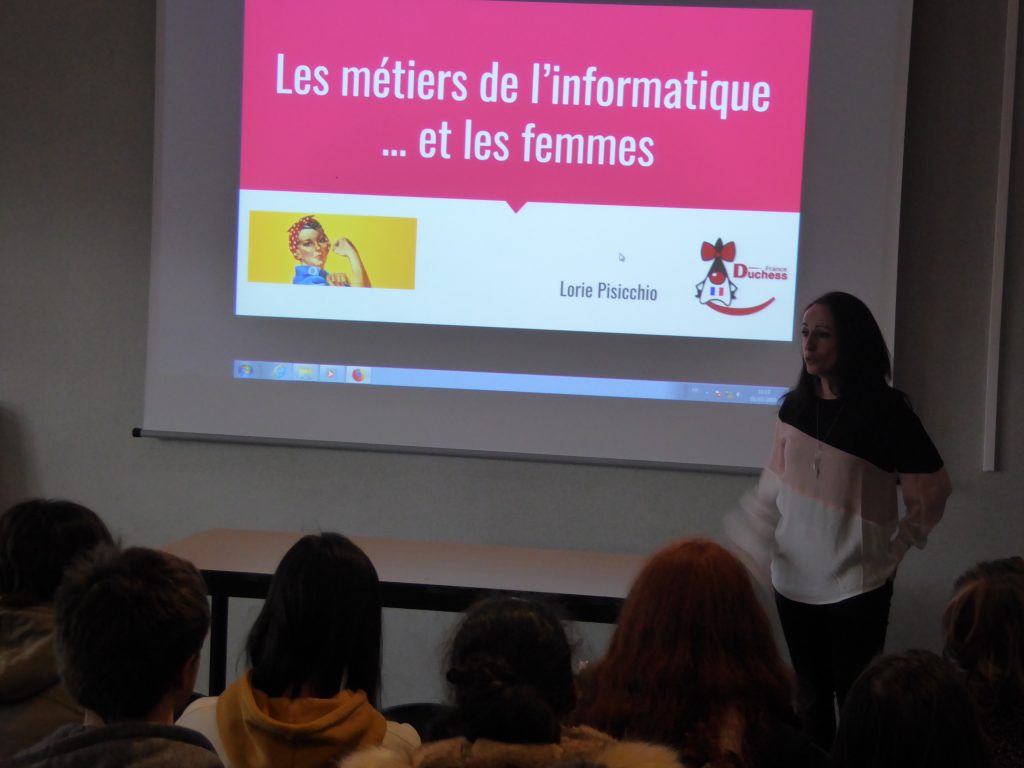 Les métiers de l'informatique
... et les femmes
Lorie Pisicchio
France
Duchess